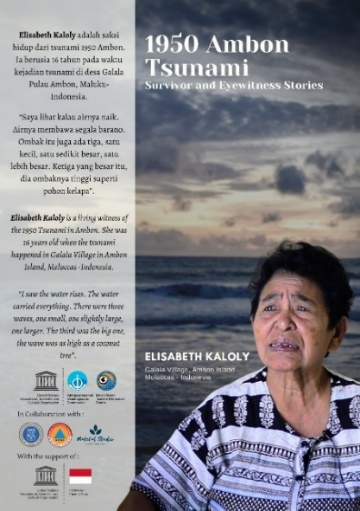 Elisabeth Kaloly adalah saksi
hidup dari tsunami 1950 Ambon.
Ia berusia 16 tahun pada waktu
kejadian tsunami di desa Galala
Pulau Ambon, Maluku-
Indonesia.
"Saya lihat kalau airnya naik.
Airnya membawa segala barano.
Ombak itu juga ada tiga, satu
kecil, satu sedikit besar, satu
lebih besar. Ketiga yang besar itu,
dia ombaknya tinggi superti
pohon kelapa".
Elisabeth Kaloly is a living witness of
the 1950 Tsunami in Ambon. She was
16 years old when the tsunami
happened in Galala Village in Ambon
Island, Meluccas-Indonesia.
"I saw the water rises. The water
carried everything. There were three
waves, one small, one slightly large,
one larger. The third was the big one,
the wave was as high as a coconut
tree".
In Collaboration with :
With the support of :
1950 Ambon
Tsunami
Survivor and Eyewitness Stories
ELISABETH KALOLY
Galala Village, Ambon Island
Moluccas - Indonesia